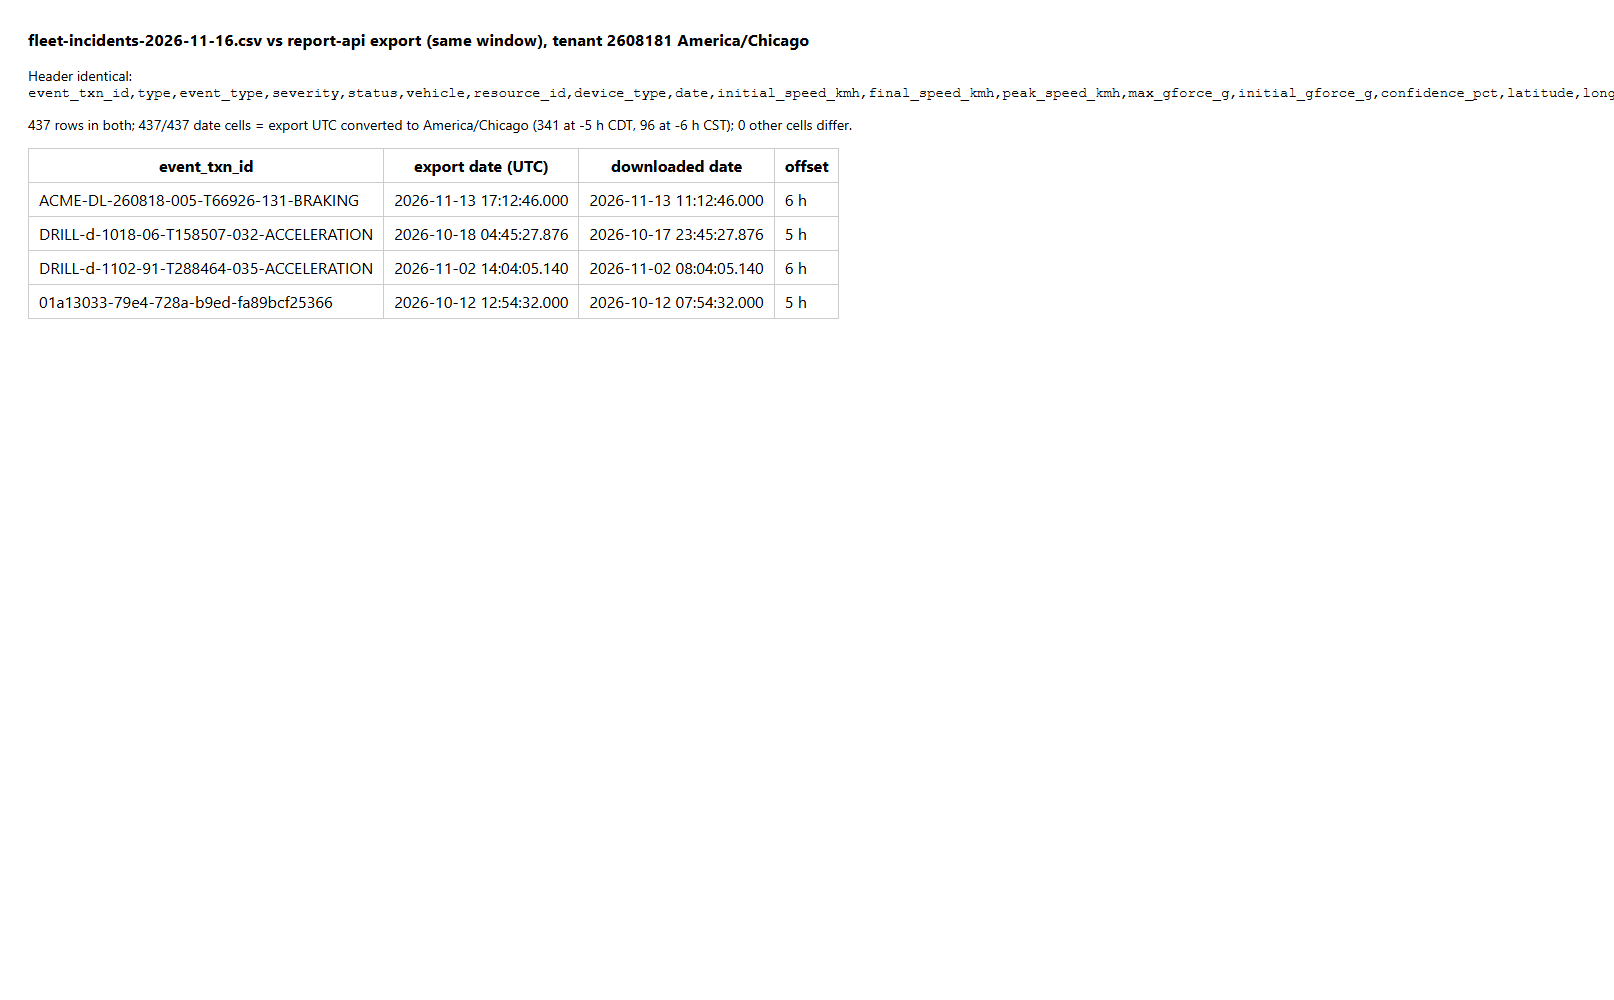 fleet-incidents-2026-11-16.csv vs report-api export (same window), tenant 2608181 America/Chicago
Header identical:
event_txn_id,type,event_type,severity,status,vehicle,resource_id,device_type,date,initial_speed_kmh,final_speed_kmh,peak_speed_kmh,max_gforce_g,initial_gforce_g,confidence_pct,latitude,long
437 rows in both; 437/437 date cells = export UTC converted to America/Chicago (341 at -5 h CDT, 96 at -6 h CST); 0 other cells differ.
event_txn_id export date (UTC) downloaded date offset
ACME-DL-260818-005-T66926-131-BRAKING 2026-11-13 17:12:46.000 2026-11-13 11:12:46.000 6 h
DRILL-d-1018-06-T158507-032-ACCELERATION 2026-10-18 04:45:27.876 2026-10-17 23:45:27.876 5 h
DRILL-d-1102-91-T288464-035-ACCELERATION 2026-11-02 14:04:05.140 2026-11-02 08:04:05.140 6 h
01a13033-79e4-728a-b9ed-fa89bcf25366 2026-10-12 12:54:32.000 2026-10-12 07:54:32.000 5 h